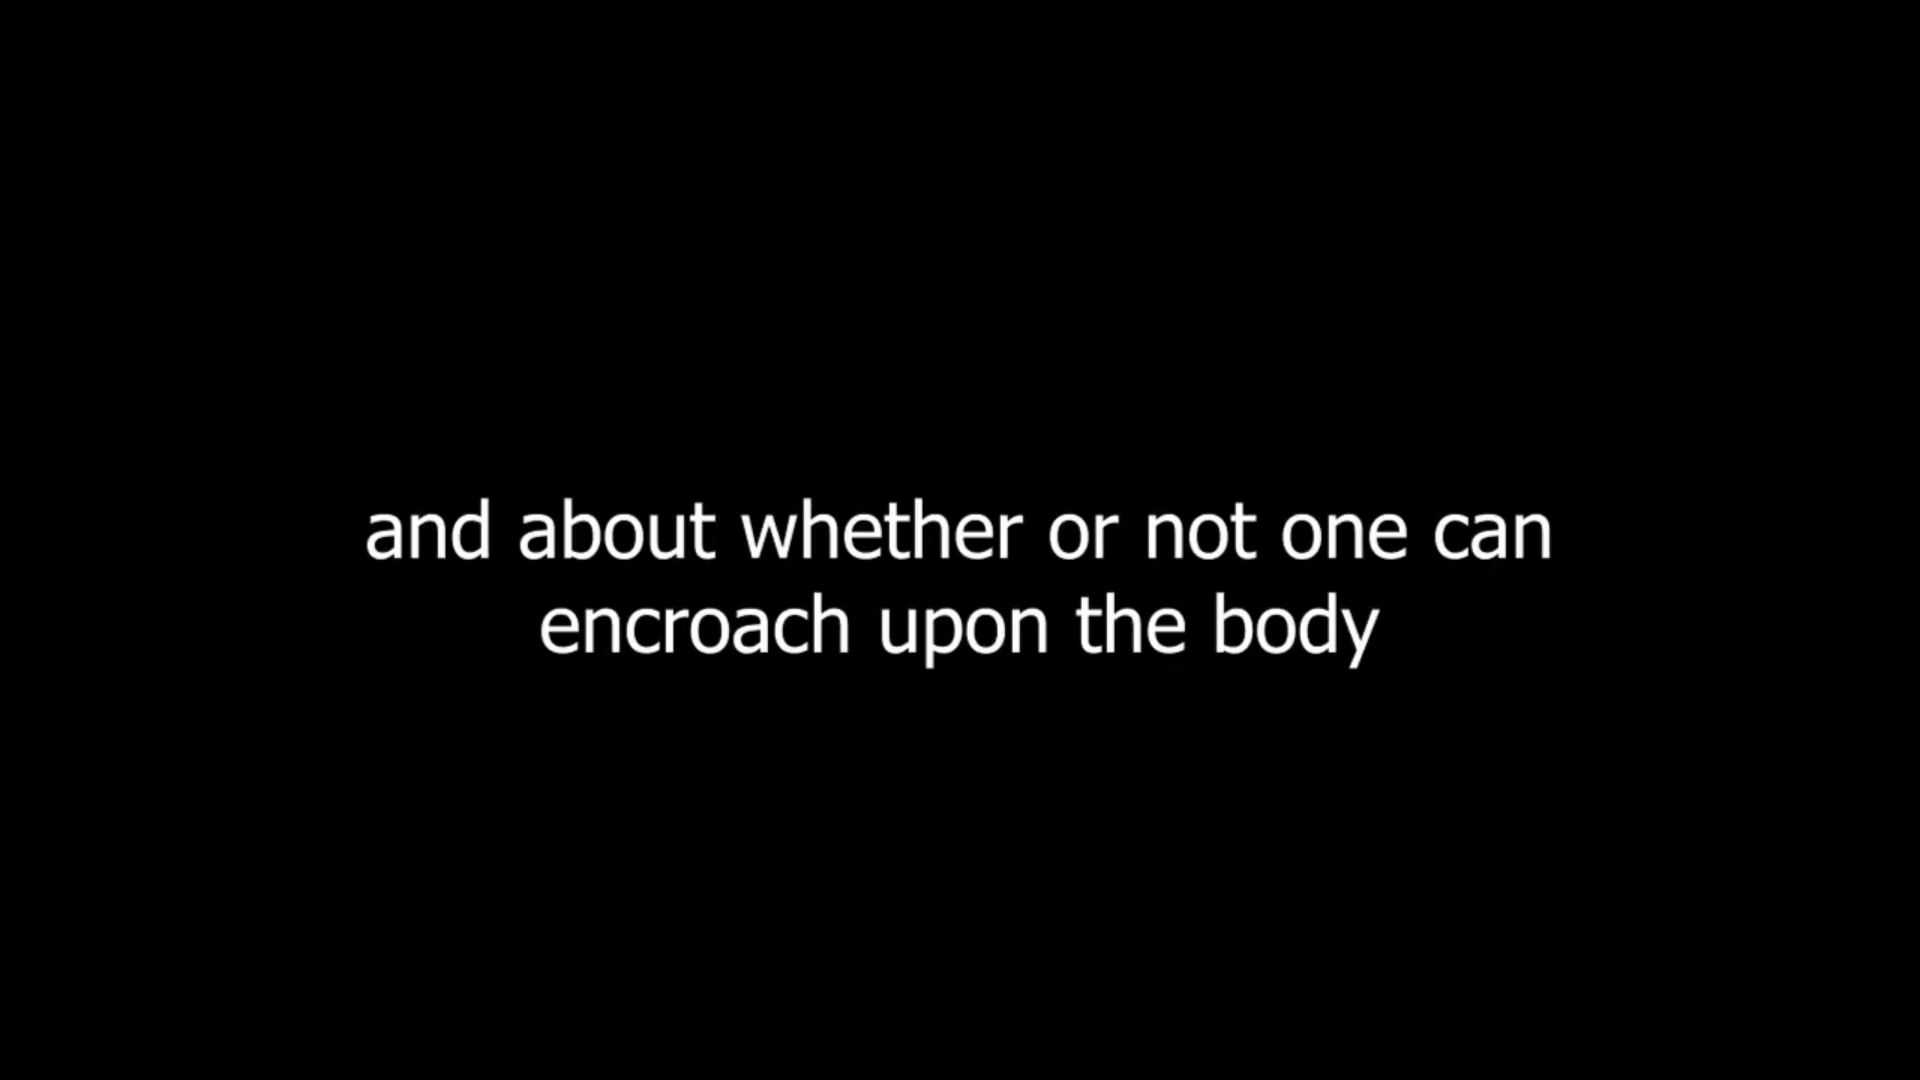 and about whether or not one can
encroach upon the body